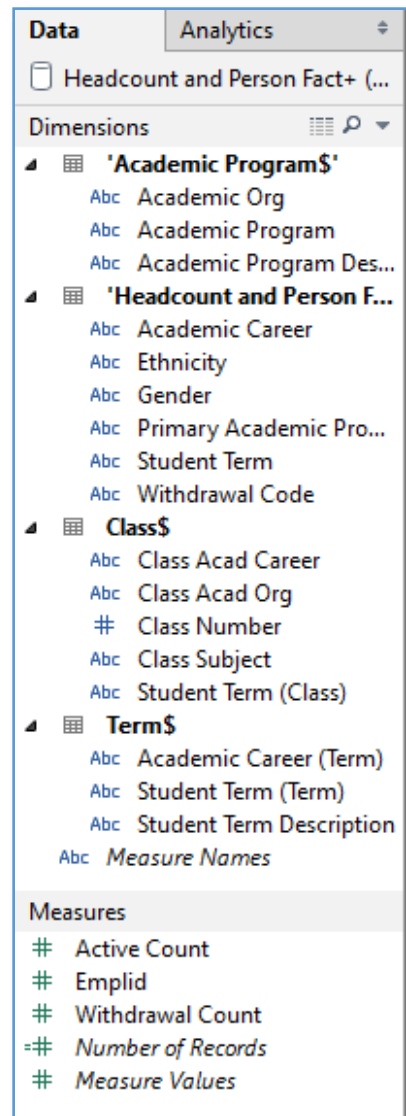 Data Analytics
Headcount and Person Fact+ (...
Dimensions
'Academic Program$'
Abc Academic Org
Abc Academic Program
Abc Academic Program Des...
'Headcount and Person F...
Abc Academic Career
Abc Ethnicity
Abc Gender
Abc Primary Academic Pro...
Abc Student Term
Abc Withdrawal Code
Class$
Abc Class Acad Career
Abc Class Acad Org
# Class Number
Abc Class Subject
Abc Student Term (Class)
Term$
Abc Academic Career (Term)
Abc Student Term (Term)
Abc Student Term Description
Abc Measure Names
Measures
# Active Count
# Emplid
# Withdrawal Count
=# Number of Records
# Measure Values